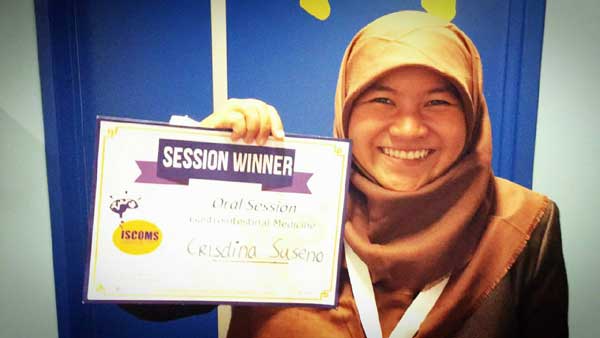 SESSION WINNER
Oral Session
Gastrointestinal Medicine
ISCOMS
Crisdina Suseno